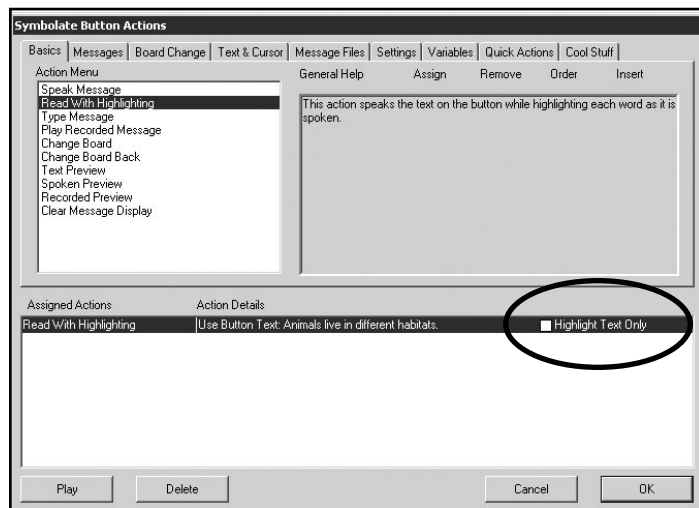 Symbolate Button Actions
Basics Messages Board Change Text & Cursor Message Files Settings Variables Quick Actions Cool Stuff
Action Menu
Speak Message
Read With Highlighting
Type Message
Play Recorded Message
Change Board
Change Board Back
Text Preview
Spoken Preview
Recorded Preview
Clear Message Display
General Help Assign Remove Order Insert
This action speaks the text on the button while highlighting each word as it is
spoken.
Assigned Actions Action Details
Read With Highlighting Use Button Text: Animals live in different habitats. Highlight Text Only
Play Delete Cancel OK